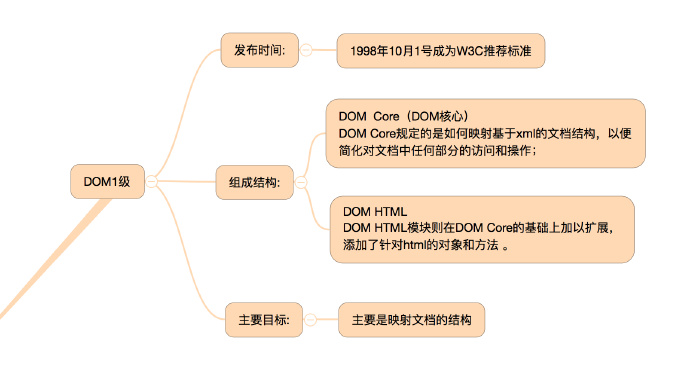 发布时间:
1998年10月1号成为W3C推荐标准
DOM  Core（DOM核心）
DOM Core规定的是如何映射基于xml的文档结构，以便
简化对文档中任何部分的访问和操作；
DOM1级
组成结构:
DOM HTML
DOM HTML模块则在DOM Core的基础上加以扩展，
添加了针对html的对象和方法 。
主要目标:
主要是映射文档的结构